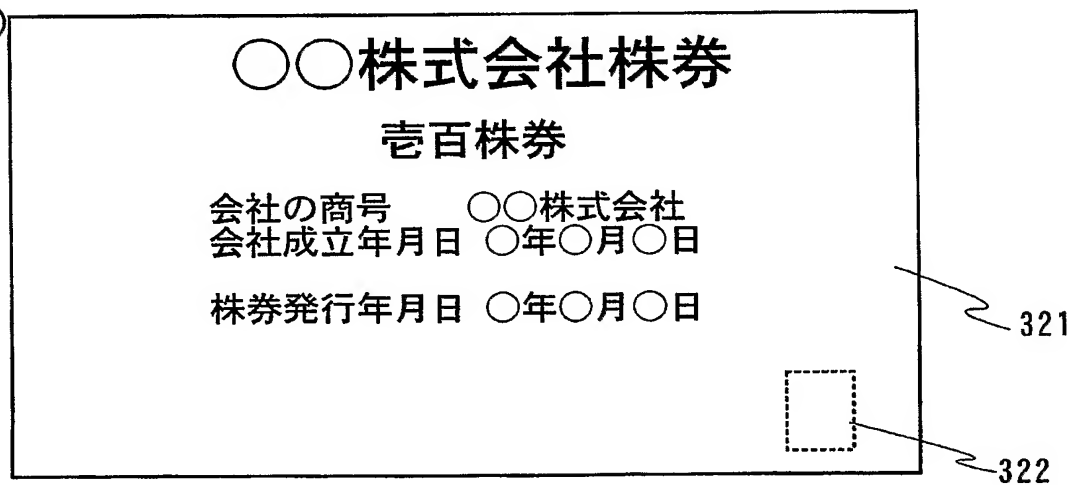 ○○株式会社株券
壱百株券
会社の商号 ○○株式会社
会社成立年月日 ○年○月○日
株券発行年月日 ○年○月○日
321
322